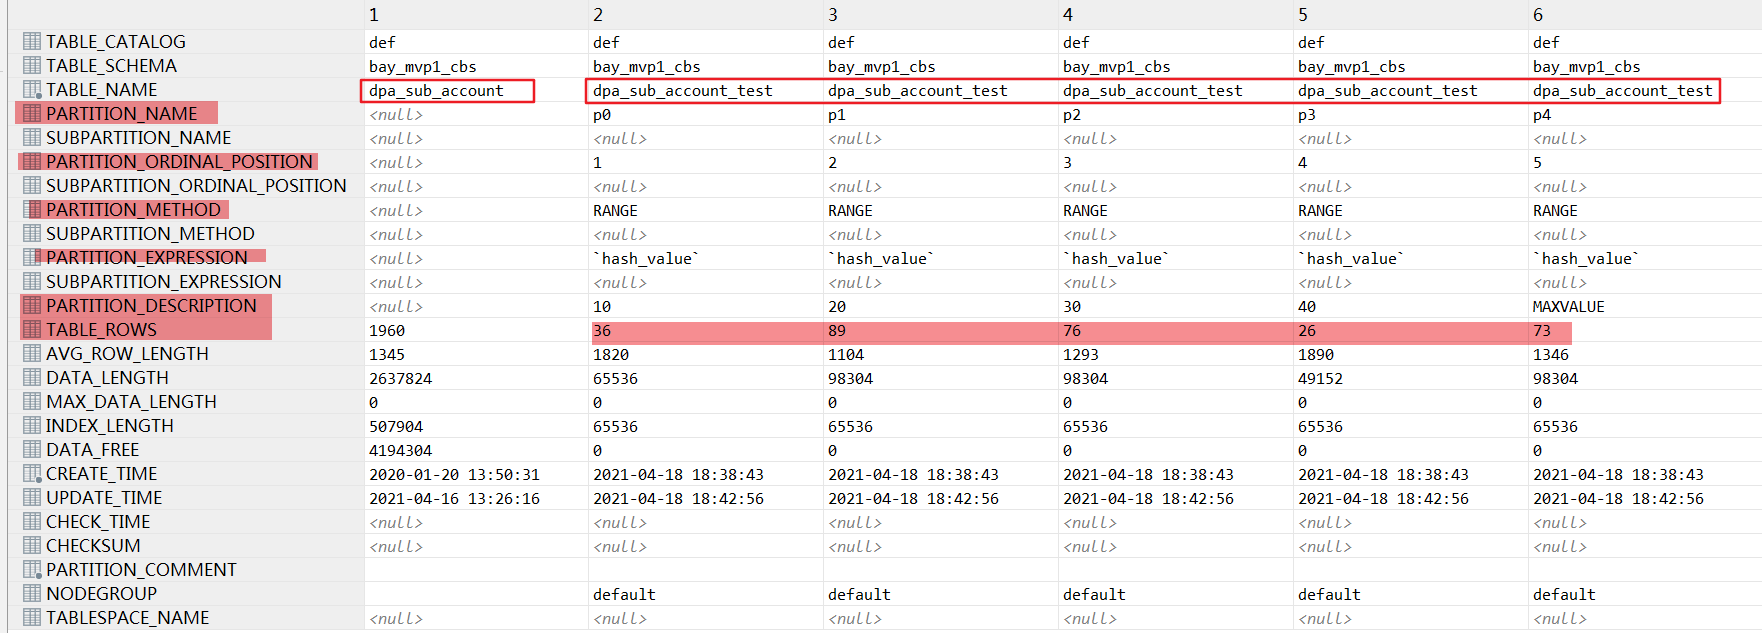 1 2 3 4 5 6
TABLE_CATALOG def def def def def def
TABLE_SCHEMA bay_mvp1_cbs bay_mvp1_cbs bay_mvp1_cbs bay_mvp1_cbs bay_mvp1_cbs bay_mvp1_cbs
TABLE_NAME dpa_sub_account dpa_sub_account_test dpa_sub_account_test dpa_sub_account_test dpa_sub_account_test dpa_sub_account_test
PARTITION_NAME <null> p0 p1 p2 p3 p4
SUBPARTITION_NAME <null> <null> <null> <null> <null> <null>
PARTITION_ORDINAL_POSITION <null> 1 2 3 4 5
SUBPARTITION_ORDINAL_POSITION <null> <null> <null> <null> <null> <null>
PARTITION_METHOD <null> RANGE RANGE RANGE RANGE RANGE
SUBPARTITION_METHOD <null> <null> <null> <null> <null> <null>
PARTITION_EXPRESSION <null> `hash_value` `hash_value` `hash_value` `hash_value` `hash_value`
SUBPARTITION_EXPRESSION <null> <null> <null> <null> <null> <null>
PARTITION_DESCRIPTION <null> 10 20 30 40 MAXVALUE
TABLE_ROWS 1960 36 89 76 26 73
AVG_ROW_LENGTH 1345 1820 1104 1293 1890 1346
DATA_LENGTH 2637824 65536 98304 98304 49152 98304
MAX_DATA_LENGTH 0 0 0 0 0 0
INDEX_LENGTH 507904 65536 65536 65536 65536 65536
DATA_FREE 4194304 0 0 0 0 0
CREATE_TIME 2020-01-20 13:50:31 2021-04-18 18:38:43 2021-04-18 18:38:43 2021-04-18 18:38:43 2021-04-18 18:38:43 2021-04-18 18:38:43
UPDATE_TIME 2021-04-16 13:26:16 2021-04-18 18:42:56 2021-04-18 18:42:56 2021-04-18 18:42:56 2021-04-18 18:42:56 2021-04-18 18:42:56
CHECK_TIME <null> <null> <null> <null> <null> <null>
CHECKSUM <null> <null> <null> <null> <null> <null>
PARTITION_COMMENT
NODEGROUP default default default default default
TABLESPACE_NAME <null> <null> <null> <null> <null> <null>